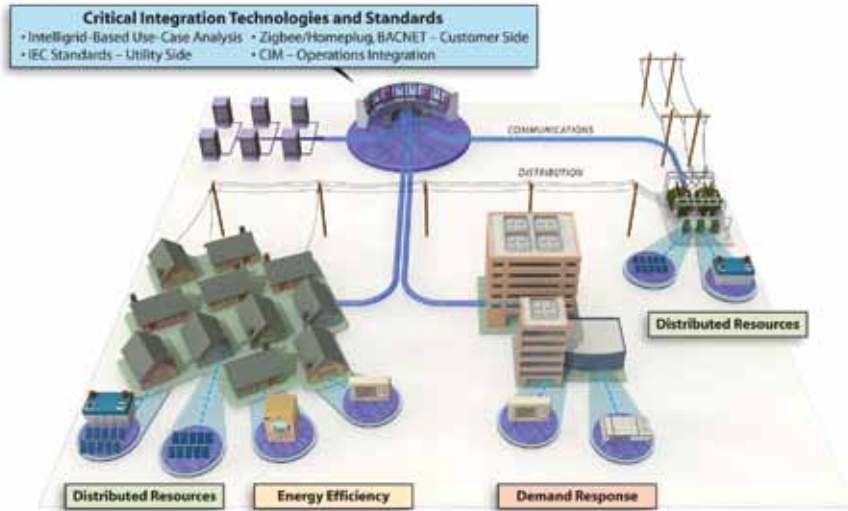 Critical Integration Technologies and Standards
• Intelligrid-Based Use-Case Analysis • Zigbee/Homeplug, BACNET – Customer Side
• IEC Standards – Utility Side • CIM – Operations Integration
COMMUNICATIONS
DISTRIBUTION
Distributed Resources
Distributed Resources
Energy Efficiency
Demand Response